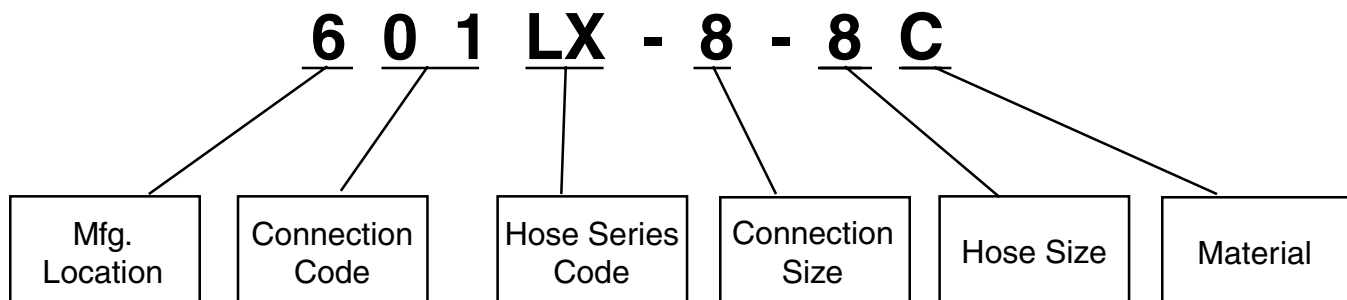 6 0 1 LX - 8 - 8 C
Mfg.
Location
Connection
Code
Hose Series
Code
Connection
Size
Hose Size
Material